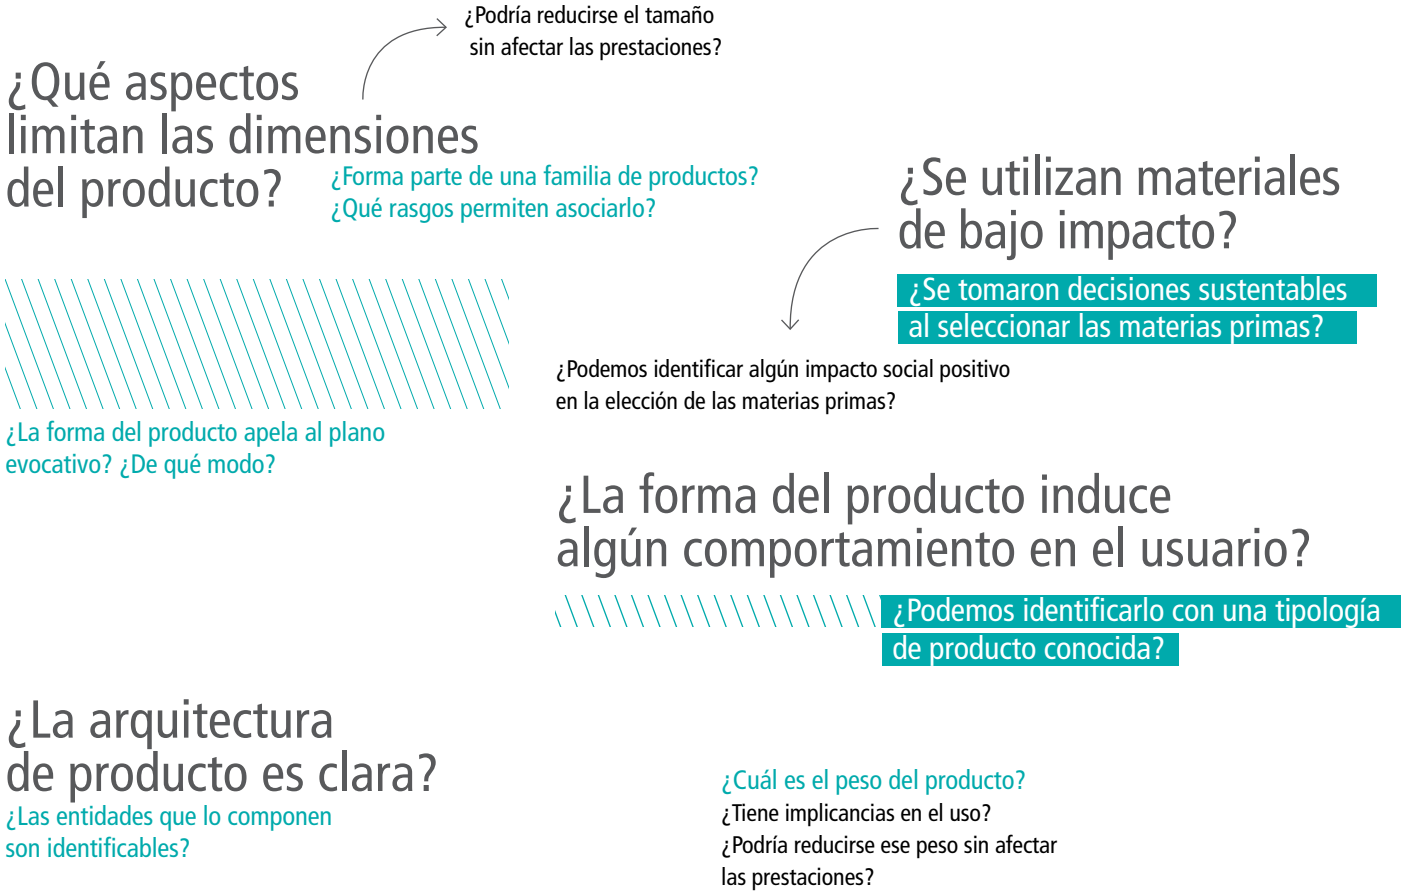 ¿Podría reducirse el tamaño
sin afectar las prestaciones?
¿Qué aspectos
limitan las dimensiones
del producto?
¿Forma parte de una familia de productos?
¿Qué rasgos permiten asociarlo?
¿Se utilizan materiales
de bajo impacto?
¿Se tomaron decisiones sustentables
al seleccionar las materias primas?
¿Podemos identificar algún impacto social positivo
en la elección de las materias primas?
¿La forma del producto apela al plano
evocativo? ¿De qué modo?
¿La forma del producto induce
algún comportamiento en el usuario?
¿Podemos identificarlo con una tipología
de producto conocida?
¿La arquitectura
de producto es clara?
¿Las entidades que lo componen
son identificables?
¿Cuál es el peso del producto?
¿Tiene implicancias en el uso?
¿Podría reducirse ese peso sin afectar
las prestaciones?